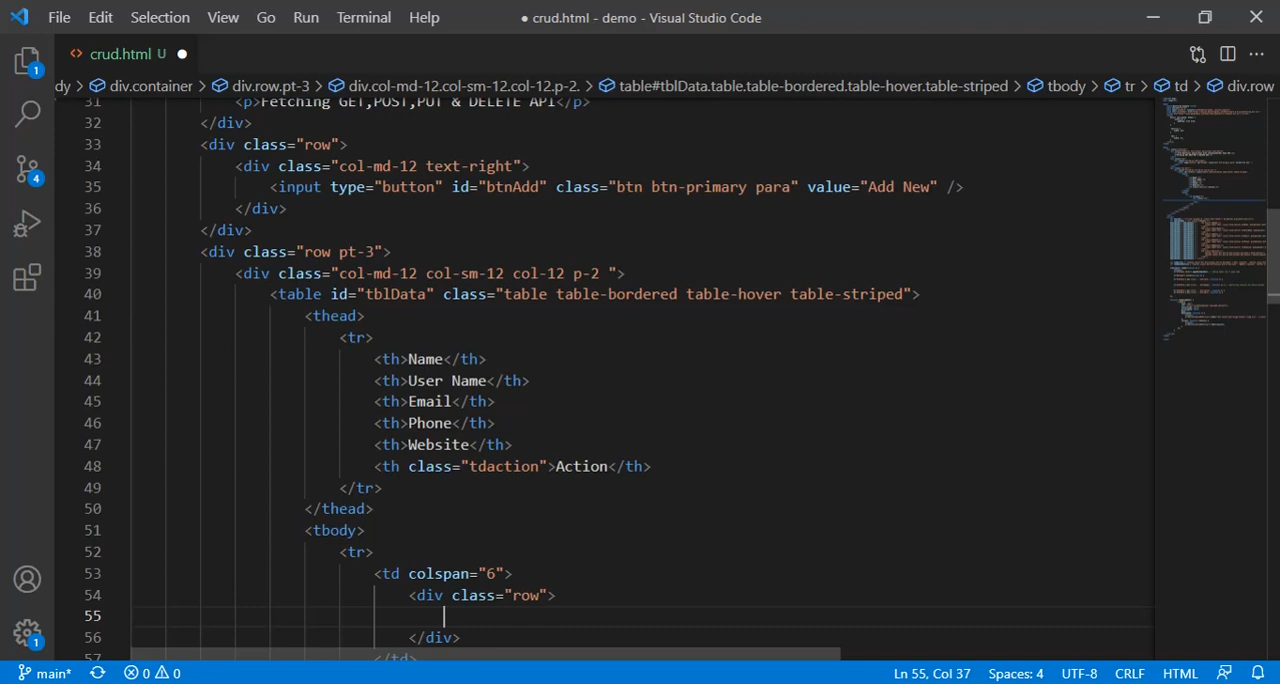 File Edit Selection View Go Run Terminal Help ● crud.html - demo - Visual Studio Code
crud.html U ●
dy > div.container > div.row.pt-3 > div.col-md-12.col-sm-12.col-12.p-2. > table#tblData.table.table-bordered.table-hover.table-striped > tbody > tr > td > div.row
31 <p>Fetching GET,POST,PUT & DELETE API</p>
32 </div>
33 <div class="row">
34 <div class="col-md-12 text-right">
35 <input type="button" id="btnAdd" class="btn btn-primary para" value="Add New" />
36 </div>
37 </div>
38 <div class="row pt-3">
39 <div class="col-md-12 col-sm-12 col-12 p-2 ">
40 <table id="tblData" class="table table-bordered table-hover table-striped">
41 <thead>
42 <tr>
43 <th>Name</th>
44 <th>User Name</th>
45 <th>Email</th>
46 <th>Phone</th>
47 <th>Website</th>
48 <th class="tdaction">Action</th>
49 </tr>
50 </thead>
51 <tbody>
52 <tr>
53 <td colspan="6">
54 <div class="row">
55
56 </div>
57 </td>
1
4
1
main* 0 0 Ln 55, Col 37 Spaces: 4 UTF-8 CRLF HTML